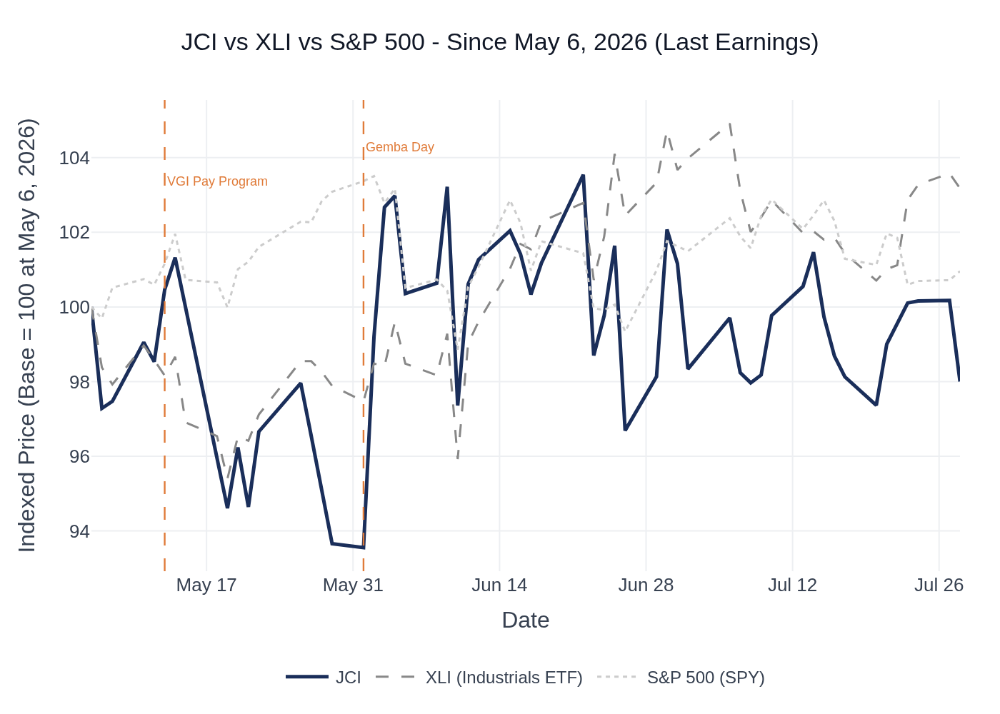 JCI vs XLI vs S&P 500 - Since May 6, 2026 (Last Earnings)
Indexed Price (Base = 100 at May 6, 2026)
104
102
100
98
96
94
Gemba Day
VGI Pay Program
May 17
May 31
Jun 14
Jun 28
Jul 12
Jul 26
Date
JCI
XLI (Industrials ETF)
S&P 500 (SPY)